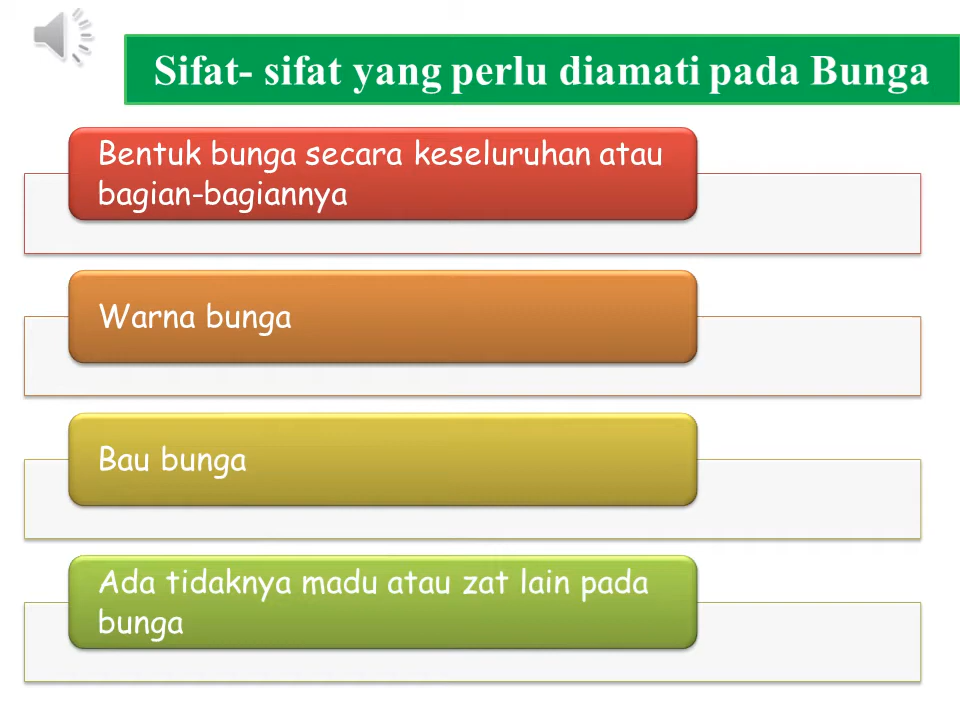 Sifat- sifat yang perlu diamati pada Bunga
Bentuk bunga secara keseluruhan atau
bagian-bagiannya
Warna bunga
Bau bunga
Ada tidaknya madu atau zat lain pada
bunga